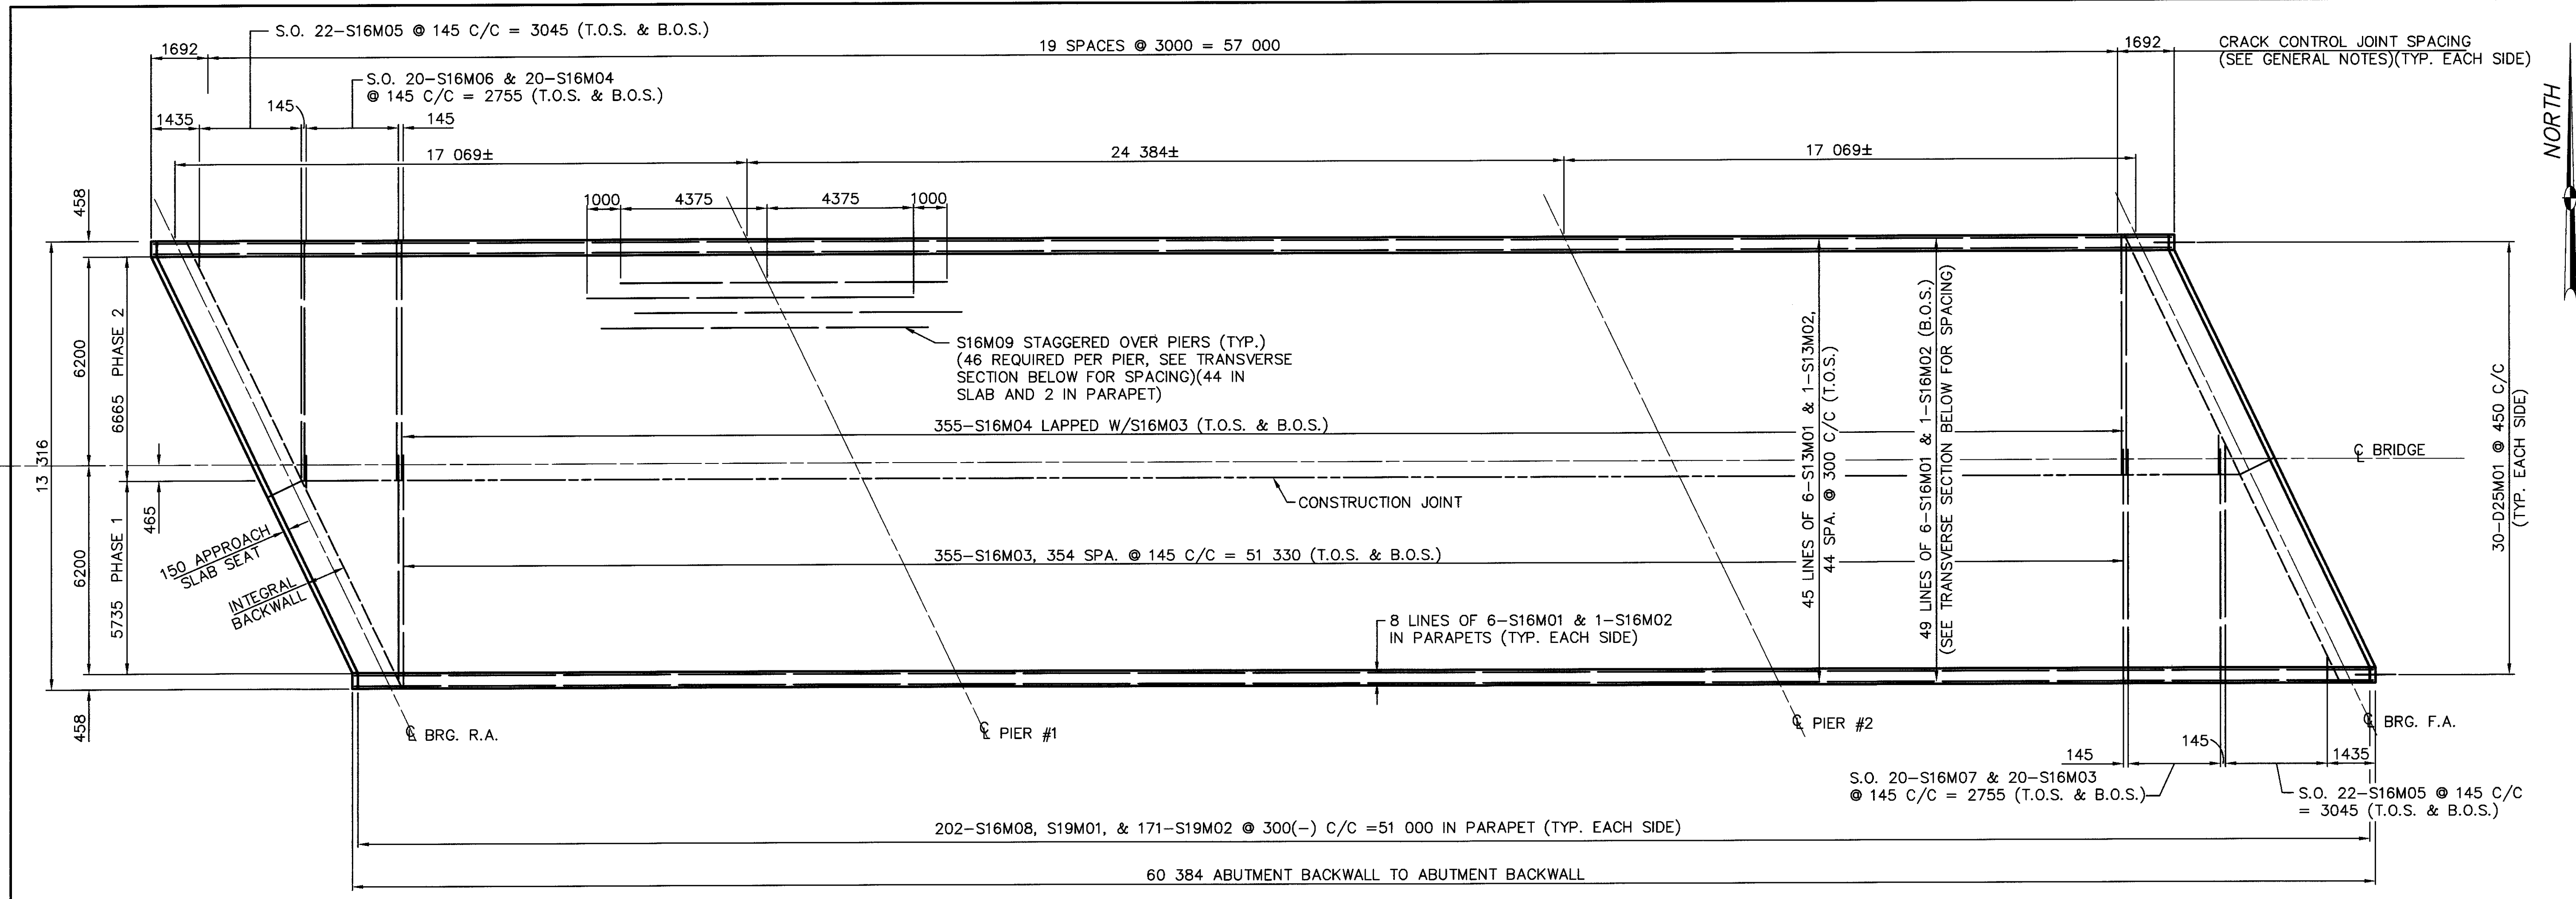 S.O. 22-S16M05 @ 145 C/C = 3045 (T.O.S. & B.O.S.)
1692
19 SPACES @ 3000 = 57 000
1692
CRACK CONTROL JOINT SPACING
(SEE GENERAL NOTES)(TYP. EACH SIDE)
S.O. 20-S16M06 & 20-S16M04
@ 145 C/C = 2755 (T.O.S. & B.O.S.)
NORTH
145
1435
145
17 069±
24 384±
17 069±
458
1000
4375
4375
1000
13 316
6200
6665 PHASE 2
S16M09 STAGGERED OVER PIERS (TYP.)
(46 REQUIRED PER PIER, SEE TRANSVERSE
SECTION BELOW FOR SPACING)(44 IN
SLAB AND 2 IN PARAPET)
355-S16M04 LAPPED W/S16M03 (T.O.S. & B.O.S.)
45 LINES OF 6-S13M01 & 1-S13M02,
44 SPA. @ 300 C/C (T.O.S.)
49 LINES OF 6-S16M01 & 1-S16M02 (B.O.S.)
(SEE TRANSVERSE SECTION BELOW FOR SPACING)
30-D25M01 @ 450 C/C
(TYP. EACH SIDE)
℄ BRIDGE
CONSTRUCTION JOINT
465
6200
5735 PHASE 1
150 APPROACH
SLAB SEAT
INTEGRAL
BACKWALL
355-S16M03, 354 SPA. @ 145 C/C = 51 330 (T.O.S. & B.O.S.)
8 LINES OF 6-S16M01 & 1-S16M02
IN PARAPETS (TYP. EACH SIDE)
458
℄ BRG. R.A.
℄ PIER #1
℄ PIER #2
℄ BRG. F.A.
145
145
1435
S.O. 20-S16M07 & 20-S16M03
@ 145 C/C = 2755 (T.O.S. & B.O.S.)
S.O. 22-S16M05 @ 145 C/C
= 3045 (T.O.S. & B.O.S.)
202-S16M08, S19M01, & 171-S19M02 @ 300(-) C/C =51 000 IN PARAPET (TYP. EACH SIDE)
60 384 ABUTMENT BACKWALL TO ABUTMENT BACKWALL